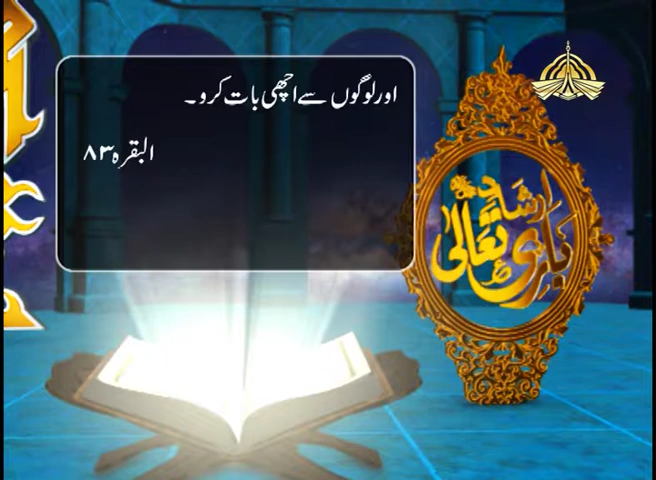 اور لوگوں سے اچھی بات کرو ۔
البقرہ ۸۳
ارشاد
باری تعالیٰ